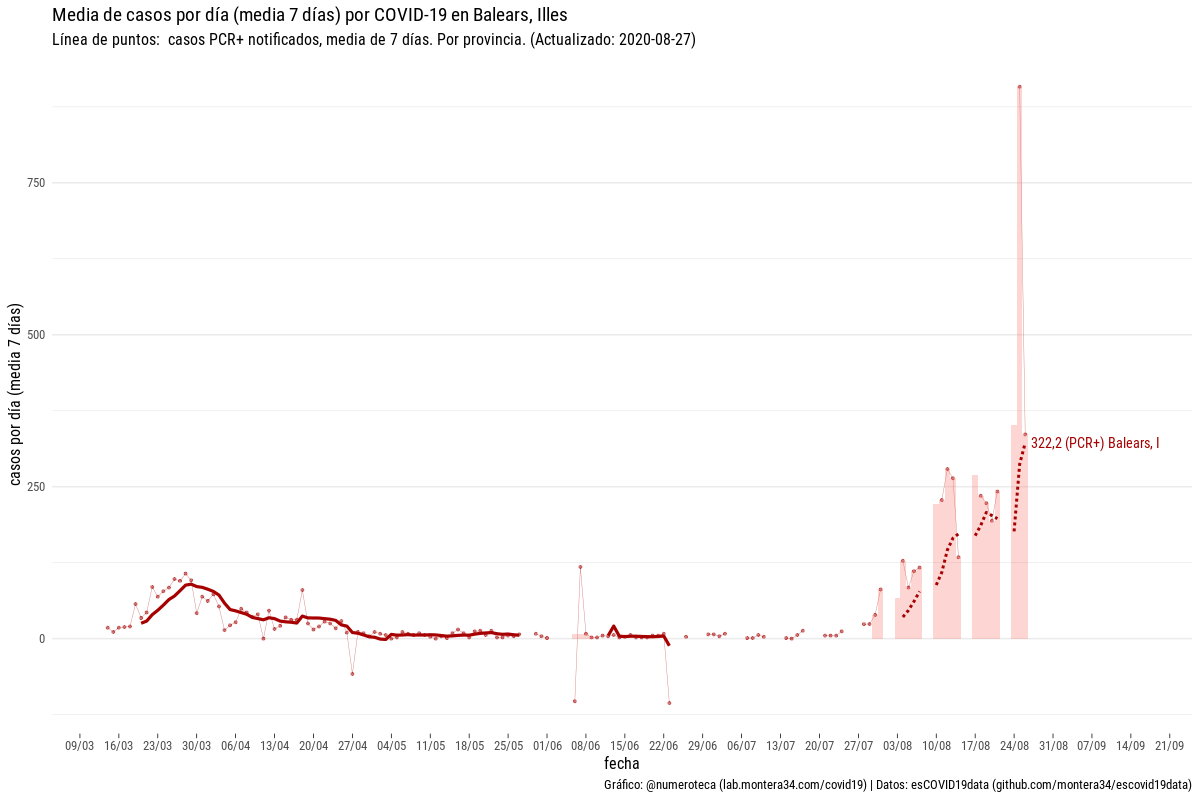 Media de casos por día (media 7 días) por COVID-19 en Balears, Illes
Línea de puntos:  casos PCR+ notificados, media de 7 días. Por provincia. (Actualizado: 2020-08-27)
casos por día (media 7 días)
750
500
250
0
322,2 (PCR+) Balears, I
09/03 16/03 23/03 30/03 06/04 13/04 20/04 27/04 04/05 11/05 18/05 25/05 01/06 08/06 15/06 22/06 29/06 06/07 13/07 20/07 27/07 03/08 10/08 17/08 24/08 31/08 07/09 14/09 21/09
fecha
Gráfico: @numeroteca (lab.montera34.com/covid19) | Datos: esCOVID19data (github.com/montera34/escovid19data)